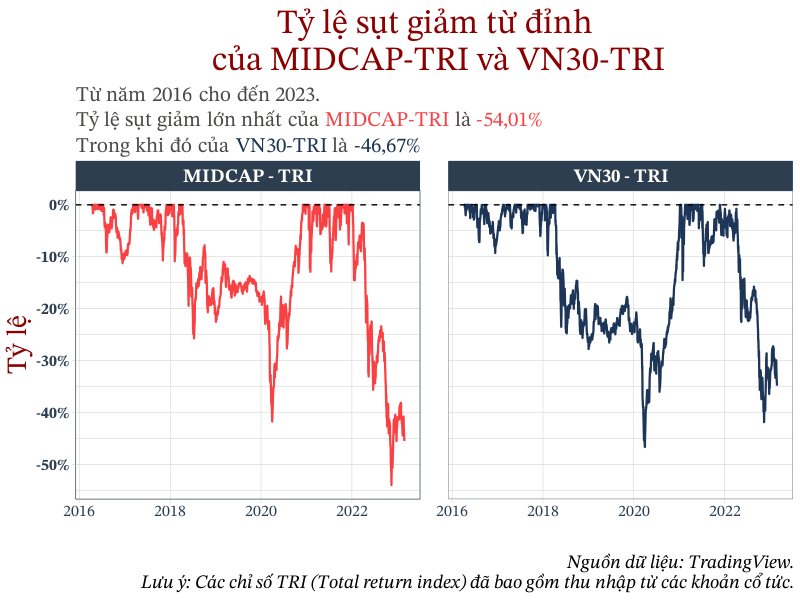 Tỷ lệ sụt giảm từ đỉnh
của MIDCAP-TRI và VN30-TRI
Từ năm 2016 cho đến 2023.
Tỷ lệ sụt giảm lớn nhất của MIDCAP-TRI là -54,01%
Trong khi đó của VN30-TRI là -46,67%
MIDCAP - TRI
VN30 - TRI
Tỷ lệ
0%
-10%
-20%
-30%
-40%
-50%
2016 2018 2020 2022
2016 2018 2020 2022
Nguồn dữ liệu: TradingView.
Lưu ý: Các chỉ số TRI (Total return index) đã bao gồm thu nhập từ các khoản cổ tức.